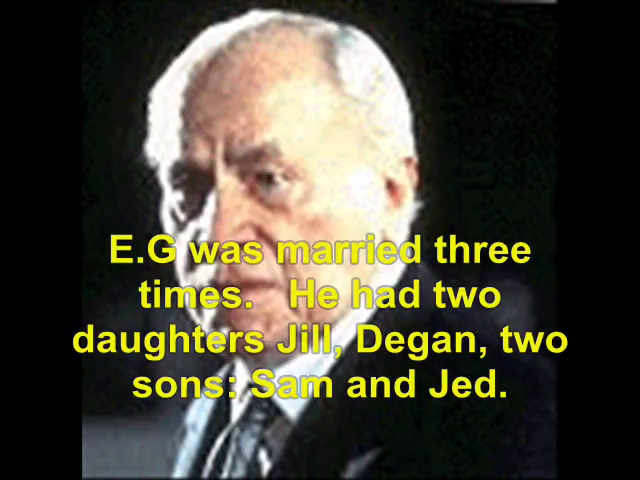 E.G was married three
times. He had two
daughters Jill, Degan, two
sons: Sam and Jed.